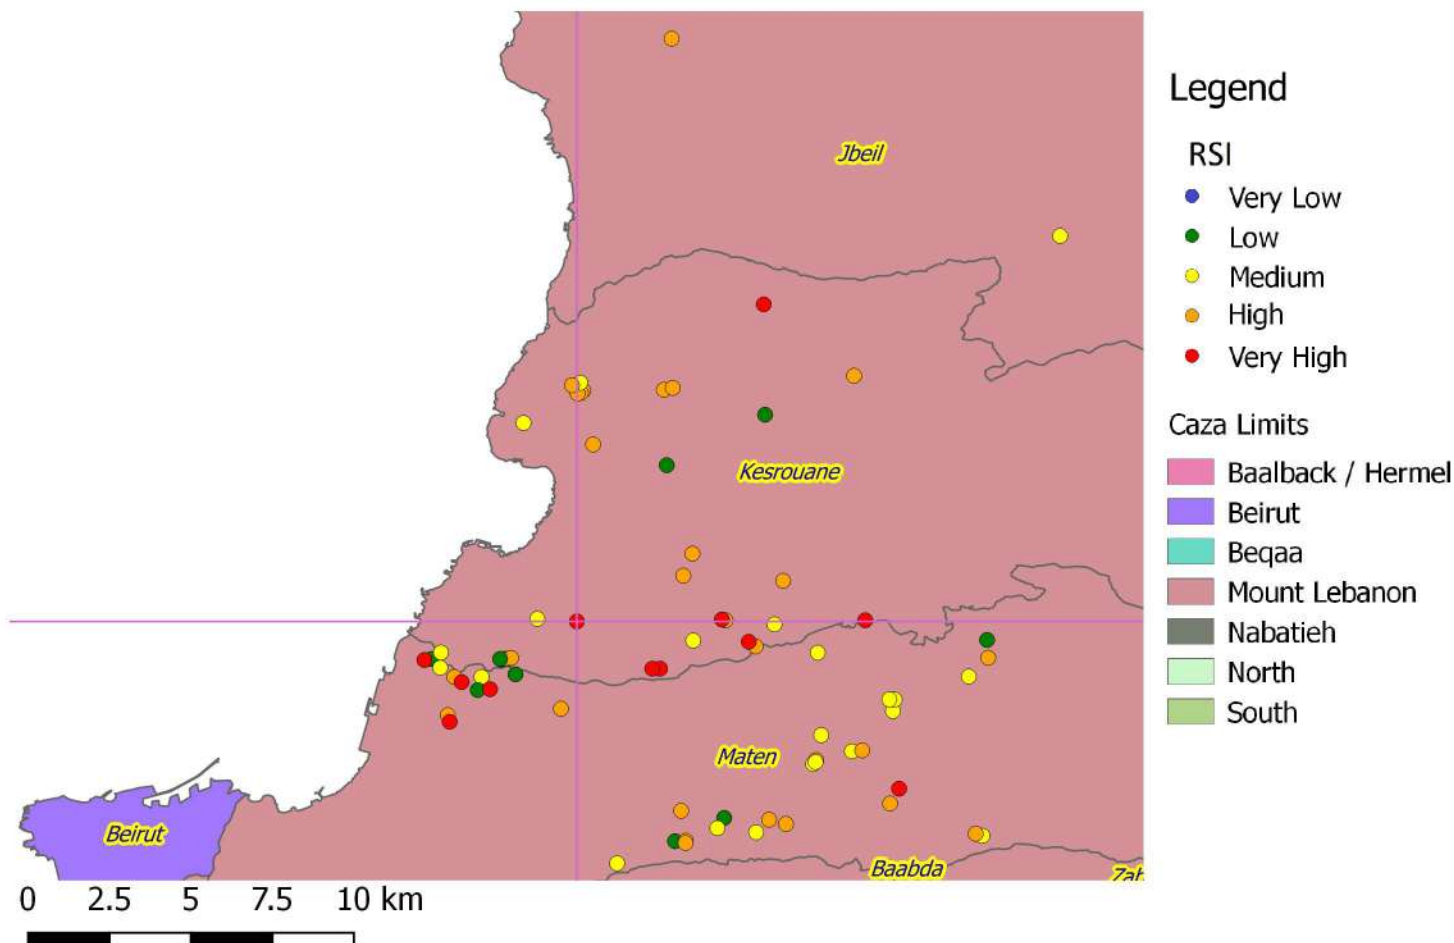 Legend
RSI
Very Low
Low
Medium
High
Very High
Caza Limits
Baalback / Hermel
Beirut
Beqaa
Mount Lebanon
Nabatieh
North
South
Jbeil
Kesrouane
Maten
Beirut
Baabda
Zah
0 2.5 5 7.5 10 km